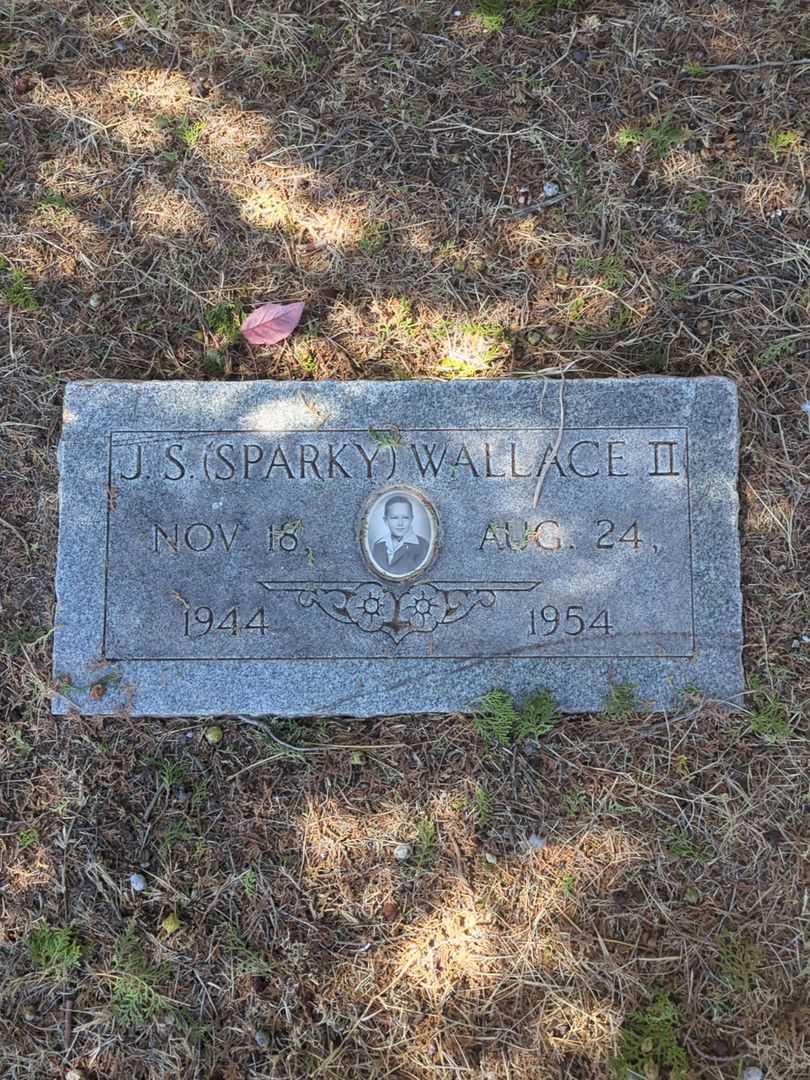 J. S. (SPARKY) WALLACE II
NOV. 18, AUG. 24,
1944 1954